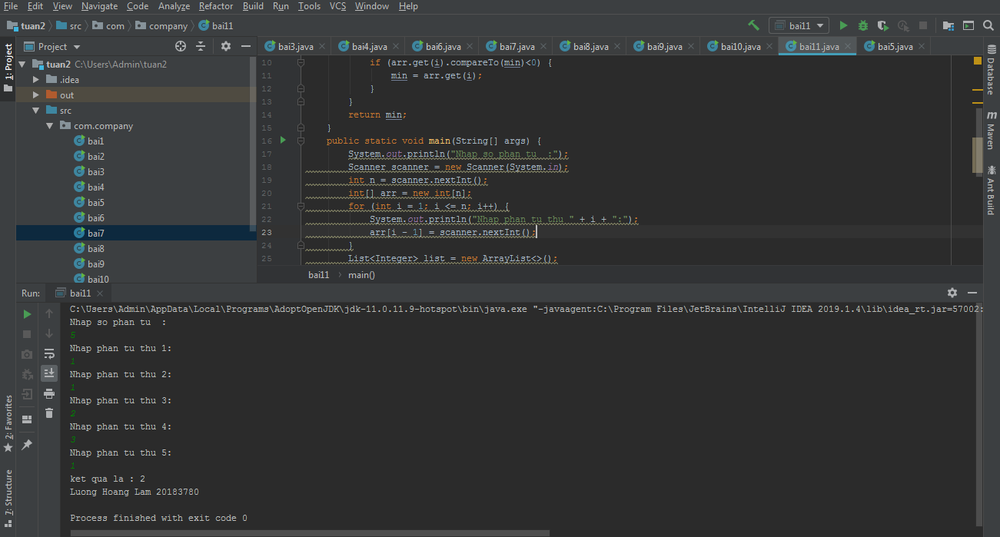 File Edit View Navigate Code Analyze Refactor Build Run Tools VCS Window Help
tuan2 src com company bai11 bai11
1: Project
Project
bai3.java bai4.java bai6.java bai7.java bai8.java bai9.java bai10.java bai11.java bai5.java
tuan2 C:\Users\Admin\tuan2
.idea
out
src
com.company
bai1
bai2
bai3
bai4
bai5
bai6
bai7
bai8
bai9
bai10
10 if (arr.get(i).compareTo(min)<0) {
11 min = arr.get(i);
12 }
13 }
14 return min;
15 }
16 public static void main(String[] args) {
17 System.out.println("Nhap so phan tu  :");
18 Scanner scanner = new Scanner(System.in);
19 int n = scanner.nextInt();
20 int[] arr = new int[n];
21 for (int i = 1; i <= n; i++) {
22 System.out.println("Nhap phan tu thu " + i + ":");
23 arr[i - 1] = scanner.nextInt();
24 }
25 List<Integer> list = new ArrayList<>();
bai11 main()
Database
Maven
Ant Build
Run: bai11
C:\Users\Admin\AppData\Local\Programs\AdoptOpenJDK\jdk-11.0.11.9-hotspot\bin\java.exe "-javaagent:C:\Program Files\JetBrains\IntelliJ IDEA 2019.1.4\lib\idea_rt.jar=57002:
Nhap so phan tu  :
5
Nhap phan tu thu 1:
1
Nhap phan tu thu 2:
1
Nhap phan tu thu 3:
2
Nhap phan tu thu 4:
3
Nhap phan tu thu 5:
1
ket qua la : 2
Luong Hoang Lam 20183780
Process finished with exit code 0
2: Favorites
7: Structure